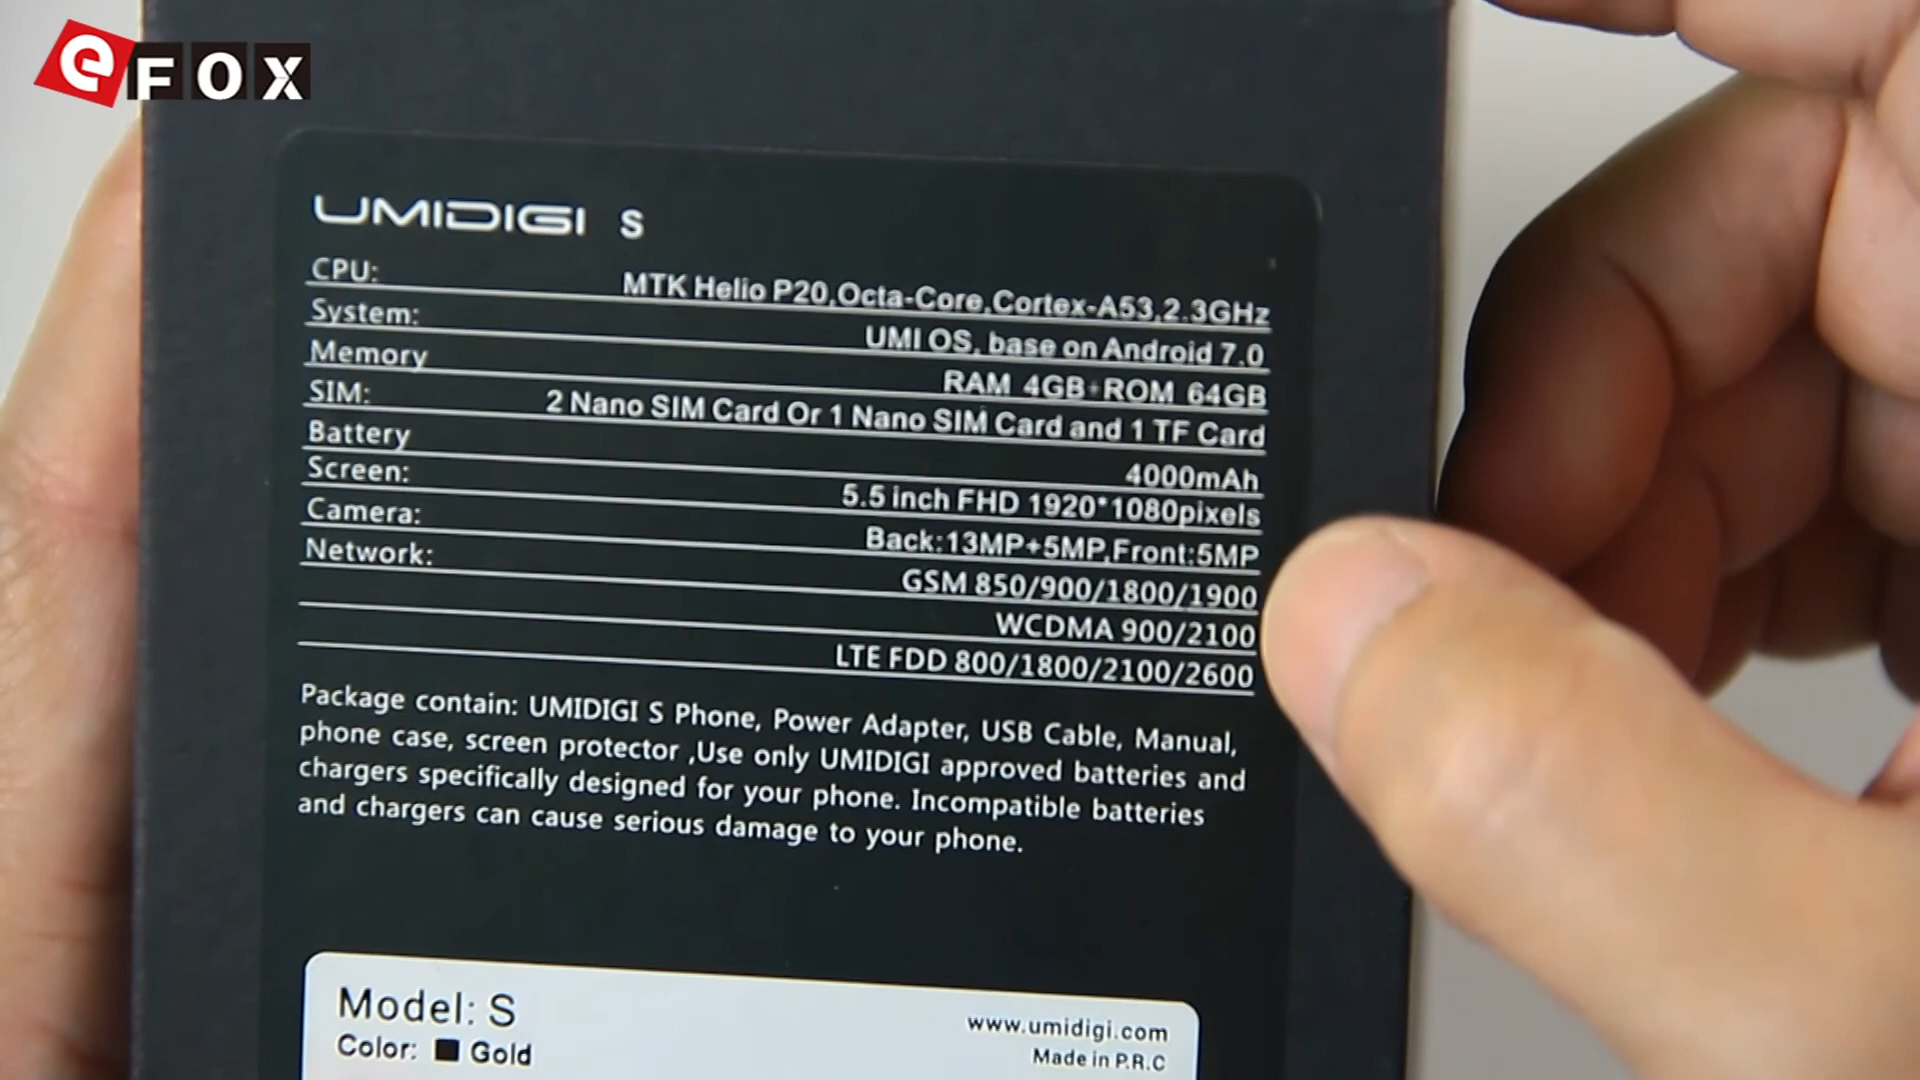 eFOX
UMIDIGI S
CPU: MTK Helio P20,Octa-Core,Cortex-A53,2.3GHz
System: UMI OS, base on Android 7.0
Memory RAM 4GB+ROM 64GB
SIM: 2 Nano SIM Card Or 1 Nano SIM Card and 1 TF Card
Battery 4000mAh
Screen: 5.5 inch FHD 1920*1080pixels
Camera: Back:13MP+5MP,Front:5MP
Network: GSM 850/900/1800/1900
WCDMA 900/2100
LTE FDD 800/1800/2100/2600
Package contain: UMIDIGI S Phone, Power Adapter, USB Cable, Manual,
phone case, screen protector ,Use only UMIDIGI approved batteries and
chargers specifically designed for your phone. Incompatible batteries
and chargers can cause serious damage to your phone.
Model: S
www.umidigi.com
Color: ■ Gold
Made in P.R.C